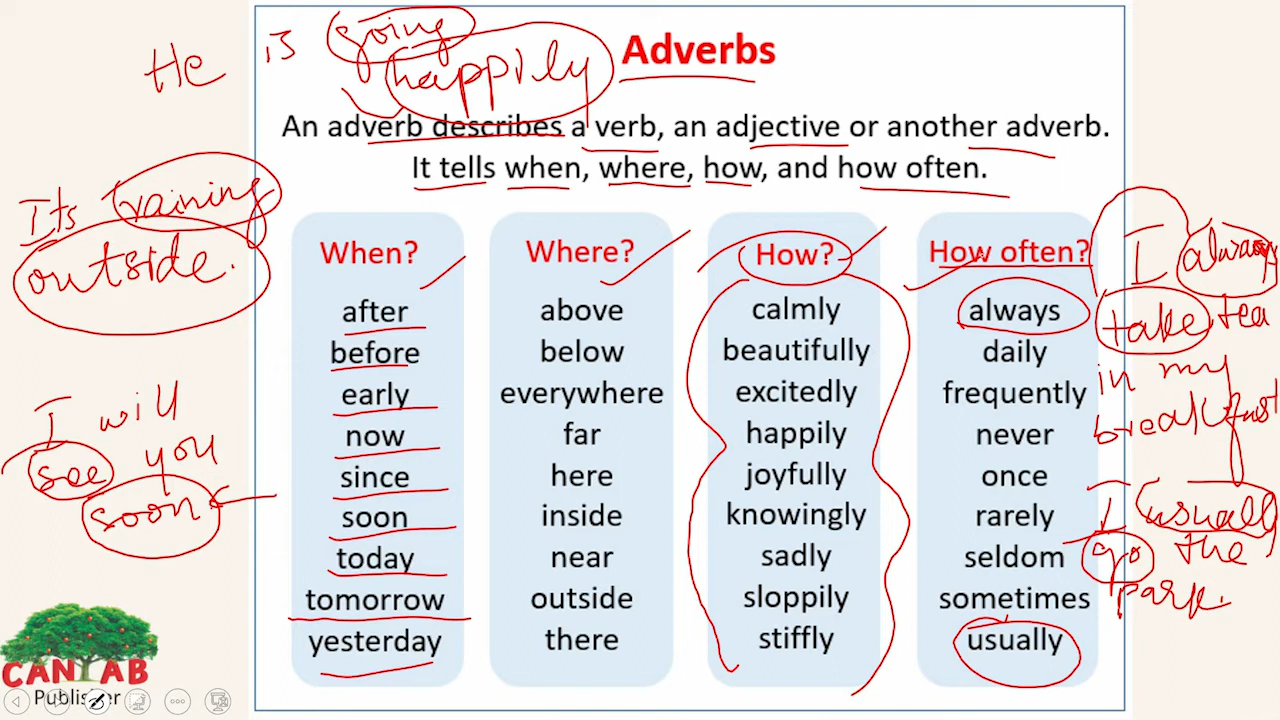 He is going
happily
Adverbs
An adverb describes a verb, an adjective or another adverb.
It tells when, where, how, and how often.
Its raining
outside.
I will
see you
soon
When?
after
before
early
now
since
soon
today
tomorrow
yesterday
Where?
above
below
everywhere
far
here
inside
near
outside
there
How?
calmly
beautifully
excitedly
happily
joyfully
knowingly
sadly
sloppily
stiffly
How often?
always
daily
frequently
never
once
rarely
seldom
sometimes
usually
I always
take tea
in my
breakfast
I usually
go the
park.
CANTAB
Publisher